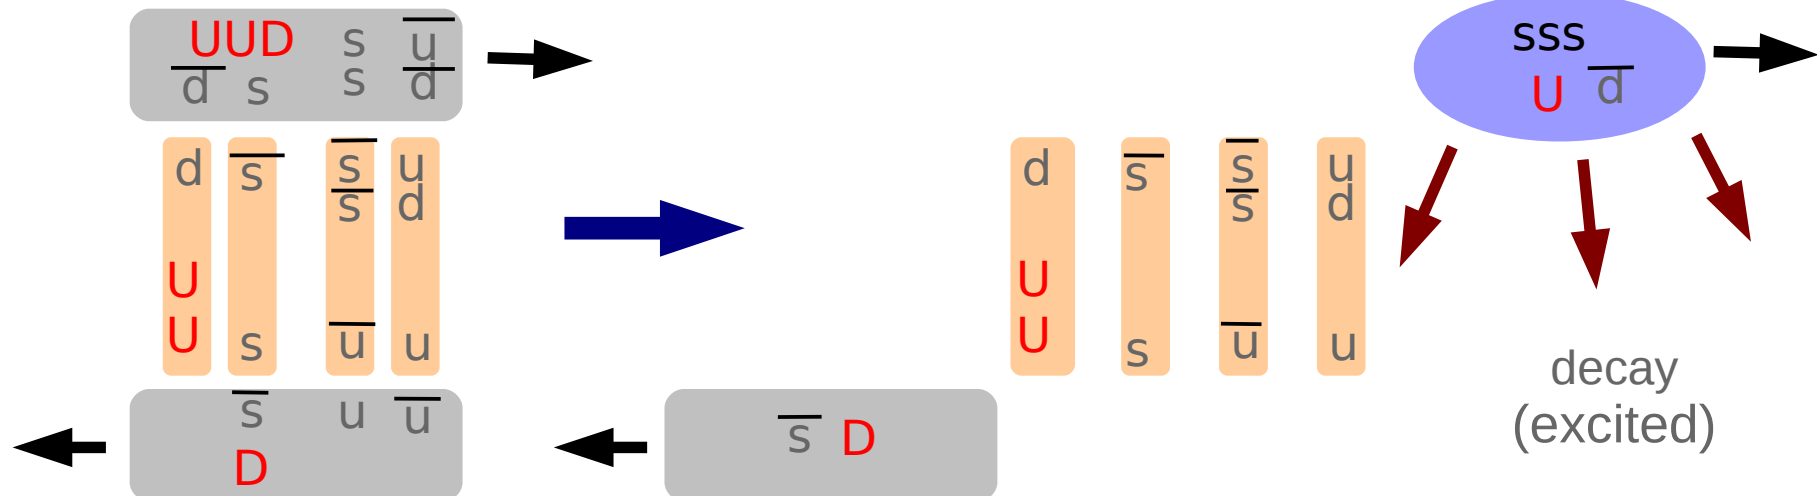 UUD s u̅
d̅ s s d̅
sss
U d̅
d s̅ s̅ u
s̅ d
U
U s u̅ u
s̅ u u̅
D
d s̅ s̅ u
s̅ d
U
U s u̅ u
s̅ D
decay
(excited)